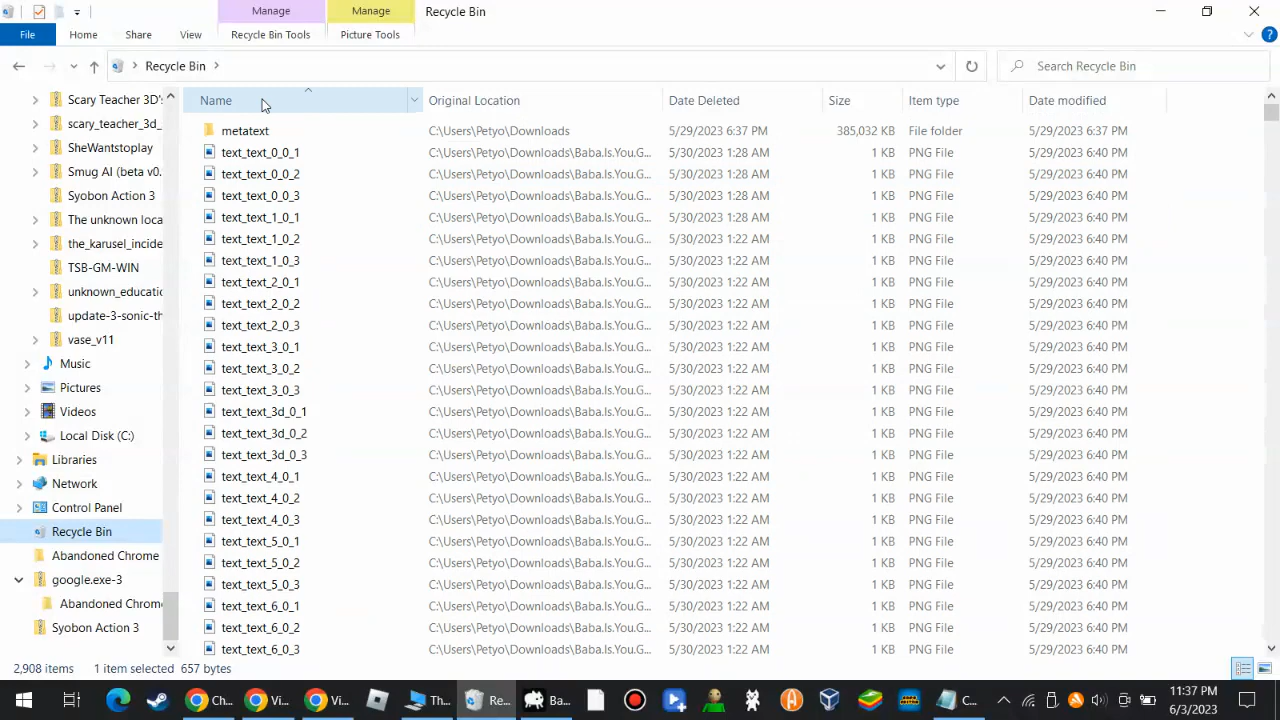 Manage Manage Recycle Bin
File Home Share View Recycle Bin Tools Picture Tools
Recycle Bin Search Recycle Bin
Name Original Location Date Deleted Size Item type Date modified
Scary Teacher 3D's
scary_teacher_3d_
SheWantstoplay
Smug AI (beta v0.
Syobon Action 3
The unknown loca
the_karusel_incide
TSB-GM-WIN
unknown_educatio
update-3-sonic-th
vase_v11
Music
Pictures
Videos
Local Disk (C:)
Libraries
Network
Control Panel
Recycle Bin
Abandoned Chrome
google.exe-3
Abandoned Chrome
Syobon Action 3
metatext C:\Users\Petyo\Downloads 5/29/2023 6:37 PM 385,032 KB File folder 5/29/2023 6:37 PM
text_text_0_0_1 C:\Users\Petyo\Downloads\Baba.Is.You.G... 5/30/2023 1:28 AM 1 KB PNG File 5/29/2023 6:40 PM
text_text_0_0_2 C:\Users\Petyo\Downloads\Baba.Is.You.G... 5/30/2023 1:28 AM 1 KB PNG File 5/29/2023 6:40 PM
text_text_0_0_3 C:\Users\Petyo\Downloads\Baba.Is.You.G... 5/30/2023 1:28 AM 1 KB PNG File 5/29/2023 6:40 PM
text_text_1_0_1 C:\Users\Petyo\Downloads\Baba.Is.You.G... 5/30/2023 1:28 AM 1 KB PNG File 5/29/2023 6:40 PM
text_text_1_0_2 C:\Users\Petyo\Downloads\Baba.Is.You.G... 5/30/2023 1:22 AM 1 KB PNG File 5/29/2023 6:40 PM
text_text_1_0_3 C:\Users\Petyo\Downloads\Baba.Is.You.G... 5/30/2023 1:22 AM 1 KB PNG File 5/29/2023 6:40 PM
text_text_2_0_1 C:\Users\Petyo\Downloads\Baba.Is.You.G... 5/30/2023 1:22 AM 1 KB PNG File 5/29/2023 6:40 PM
text_text_2_0_2 C:\Users\Petyo\Downloads\Baba.Is.You.G... 5/30/2023 1:22 AM 1 KB PNG File 5/29/2023 6:40 PM
text_text_2_0_3 C:\Users\Petyo\Downloads\Baba.Is.You.G... 5/30/2023 1:22 AM 1 KB PNG File 5/29/2023 6:40 PM
text_text_3_0_1 C:\Users\Petyo\Downloads\Baba.Is.You.G... 5/30/2023 1:22 AM 1 KB PNG File 5/29/2023 6:40 PM
text_text_3_0_2 C:\Users\Petyo\Downloads\Baba.Is.You.G... 5/30/2023 1:22 AM 1 KB PNG File 5/29/2023 6:40 PM
text_text_3_0_3 C:\Users\Petyo\Downloads\Baba.Is.You.G... 5/30/2023 1:22 AM 1 KB PNG File 5/29/2023 6:40 PM
text_text_3d_0_1 C:\Users\Petyo\Downloads\Baba.Is.You.G... 5/30/2023 1:22 AM 1 KB PNG File 5/29/2023 6:40 PM
text_text_3d_0_2 C:\Users\Petyo\Downloads\Baba.Is.You.G... 5/30/2023 1:22 AM 1 KB PNG File 5/29/2023 6:40 PM
text_text_3d_0_3 C:\Users\Petyo\Downloads\Baba.Is.You.G... 5/30/2023 1:22 AM 1 KB PNG File 5/29/2023 6:40 PM
text_text_4_0_1 C:\Users\Petyo\Downloads\Baba.Is.You.G... 5/30/2023 1:22 AM 1 KB PNG File 5/29/2023 6:40 PM
text_text_4_0_2 C:\Users\Petyo\Downloads\Baba.Is.You.G... 5/30/2023 1:22 AM 1 KB PNG File 5/29/2023 6:40 PM
text_text_4_0_3 C:\Users\Petyo\Downloads\Baba.Is.You.G... 5/30/2023 1:22 AM 1 KB PNG File 5/29/2023 6:40 PM
text_text_5_0_1 C:\Users\Petyo\Downloads\Baba.Is.You.G... 5/30/2023 1:22 AM 1 KB PNG File 5/29/2023 6:40 PM
text_text_5_0_2 C:\Users\Petyo\Downloads\Baba.Is.You.G... 5/30/2023 1:22 AM 1 KB PNG File 5/29/2023 6:40 PM
text_text_5_0_3 C:\Users\Petyo\Downloads\Baba.Is.You.G... 5/30/2023 1:22 AM 1 KB PNG File 5/29/2023 6:40 PM
text_text_6_0_1 C:\Users\Petyo\Downloads\Baba.Is.You.G... 5/30/2023 1:22 AM 1 KB PNG File 5/29/2023 6:40 PM
text_text_6_0_2 C:\Users\Petyo\Downloads\Baba.Is.You.G... 5/30/2023 1:22 AM 1 KB PNG File 5/29/2023 6:40 PM
text_text_6_0_3 C:\Users\Petyo\Downloads\Baba.Is.You.G... 5/30/2023 1:22 AM 1 KB PNG File 5/29/2023 6:40 PM
2,908 items 1 item selected 657 bytes
Ch... Vi... Vi... Th... Re... Ba... C... 11:37 PM
6/3/2023